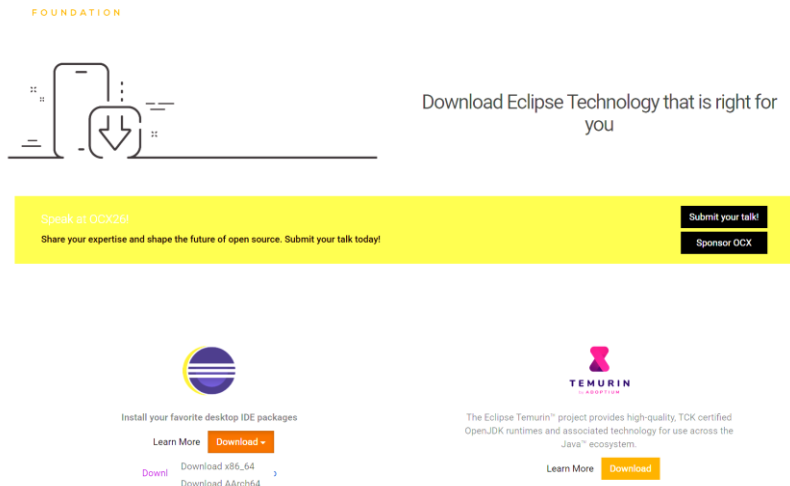 FOUNDATION
Download Eclipse Technology that is right for
you
Speak at OCX26!
Share your expertise and shape the future of open source. Submit your talk today!
Submit your talk!
Sponsor OCX
Install your favorite desktop IDE packages
Learn More
Download
Downl
Download x86_64
Download AArch64
TEMURIN
by ADOPTIUM
The Eclipse Temurin™ project provides high-quality, TCK certified
OpenJDK runtimes and associated technology for use across the
Java™ ecosystem.
Learn More
Download